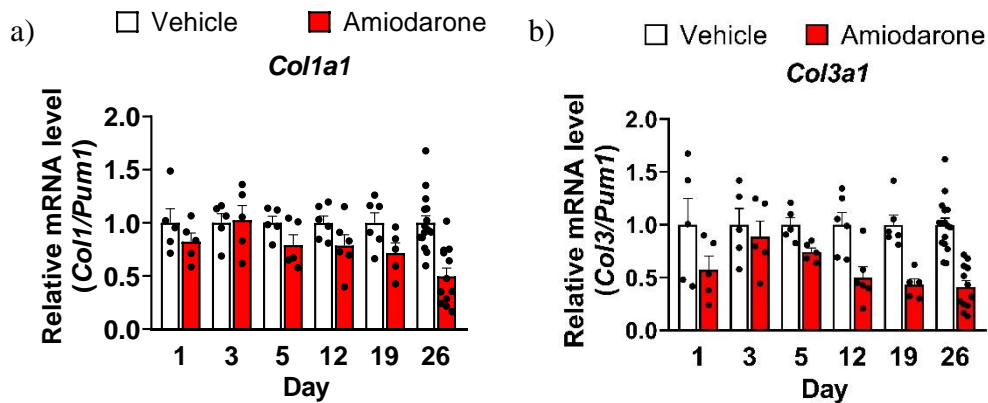 a)
Vehicle Amiodarone
Col1a1
Relative mRNA level
(Col1/Pum1)
2.0
1.5
1.0
0.5
0.0
1 3 5 12 19 26
Day
b)
Vehicle Amiodarone
Col3a1
Relative mRNA level
(Col3/Pum1)
2.0
1.5
1.0
0.5
0.0
1 3 5 12 19 26
Day